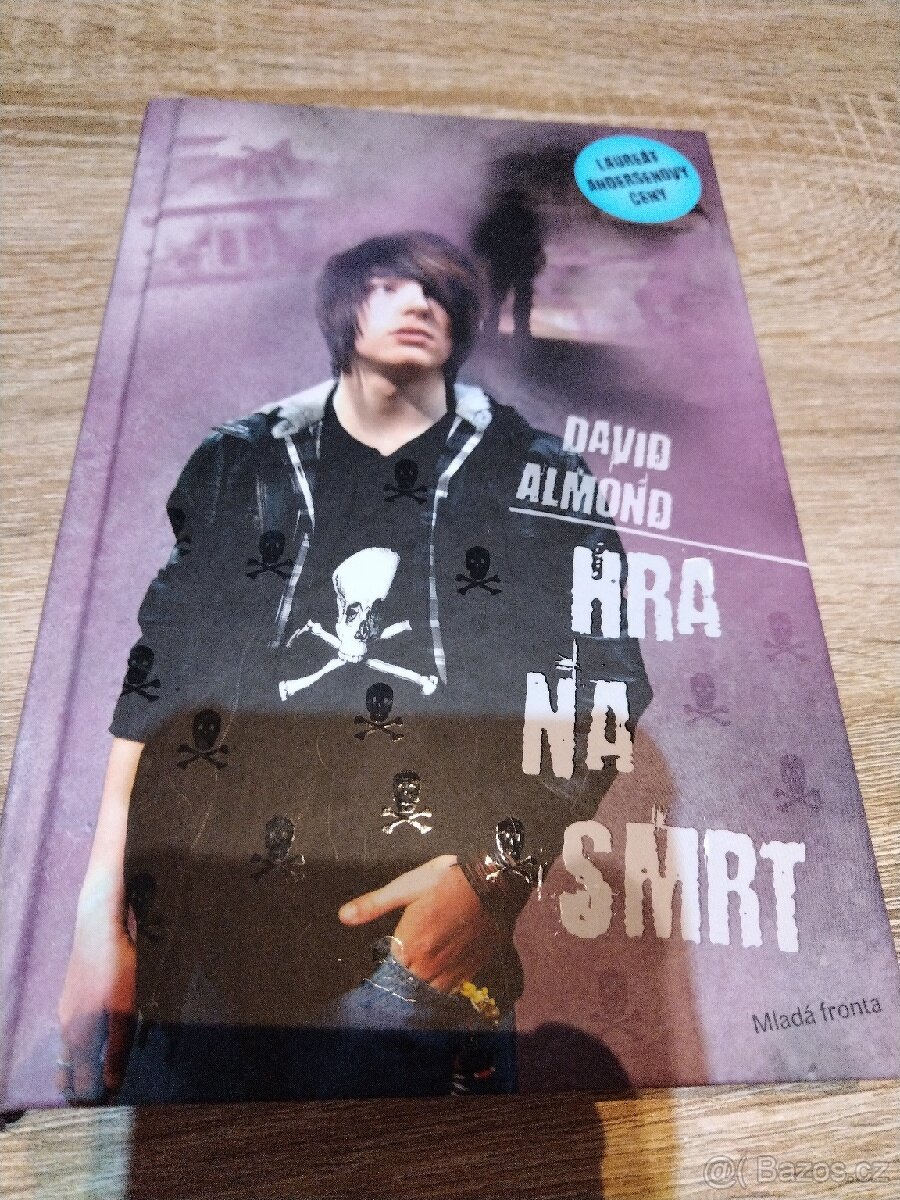 LAUREÁT
ANDERSENOVY
CENY
DAVID
ALMOND
HRA
NA
SMRT
Mladá fronta
@( Bazos.cz